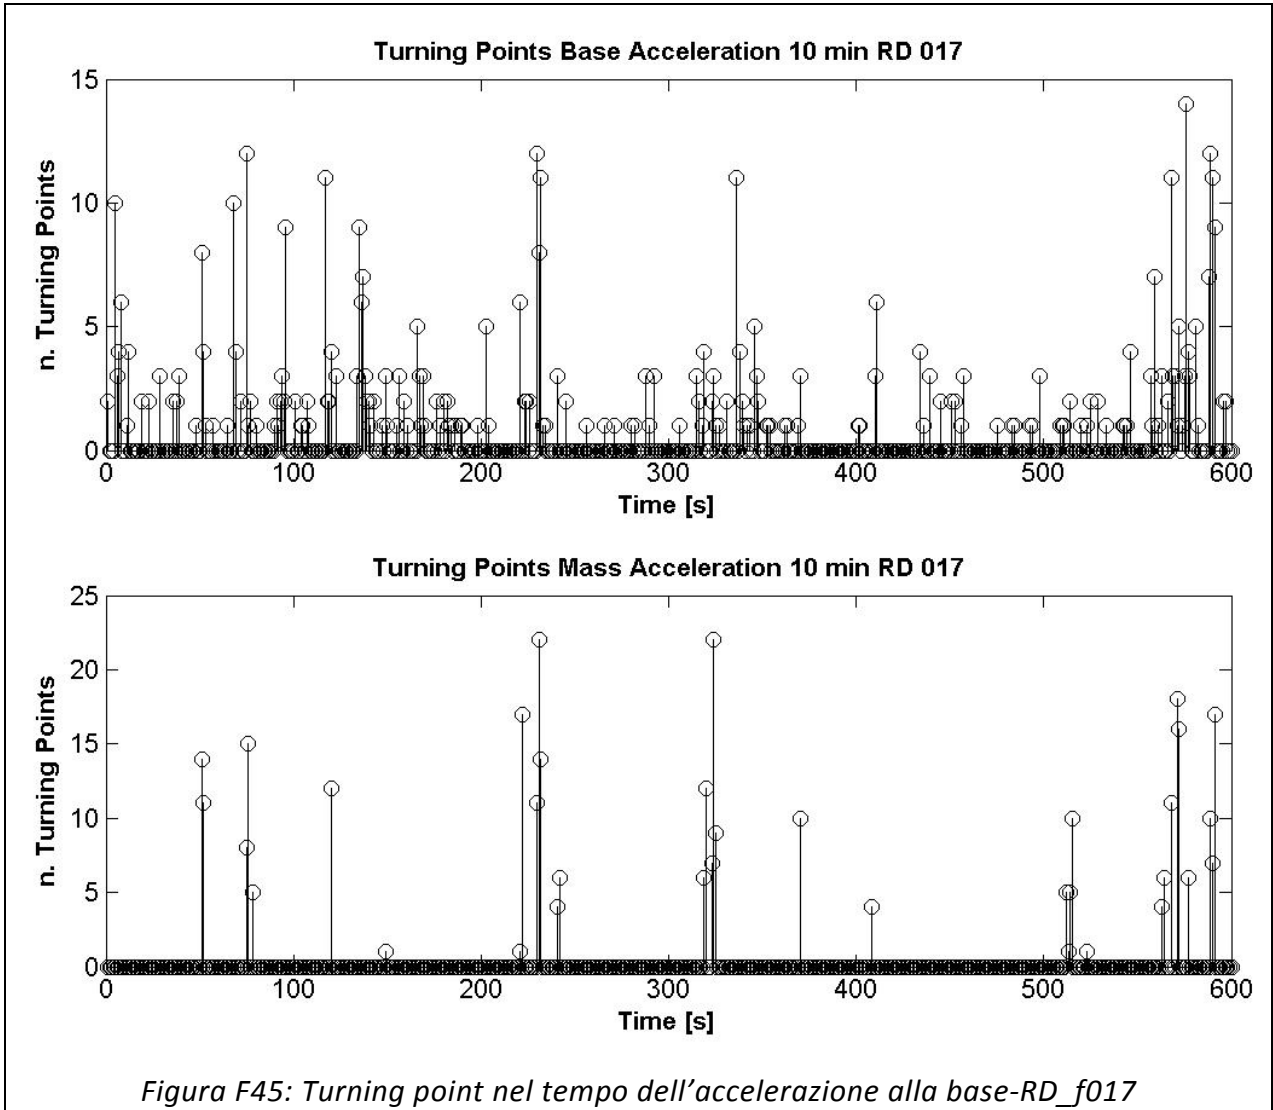 Turning Points Base Acceleration 10 min RD 017
15
10
5
0
n. Turning Points
0 100 200 300 400 500 600
Time [s]
Turning Points Mass Acceleration 10 min RD 017
25
20
15
10
5
0
n. Turning Points
0 100 200 300 400 500 600
Time [s]
Figura F45: Turning point nel tempo dell’accelerazione alla base-RD_f017